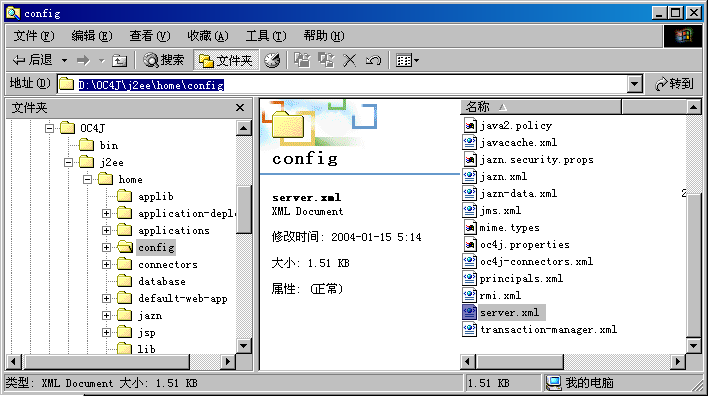 config
文件(F) 编辑(E) 查看(V) 收藏(A) 工具(T) 帮助(H)
后退 搜索 文件夹
地址(D) D:\OC4J\j2ee\home\config 转到
文件夹
OC4J
bin
j2ee
home
applib
application-depl
applications
config
connectors
database
default-web-app
jazn
jsp
lib
config
server.xml
XML Document
修改时间: 2004-01-15 5:14
大小: 1.51 KB
属性: (正常)
名称
java2.policy
javacache.xml
jazn.security.props
jazn.xml
jazn-data.xml 2
jms.xml
mime.types
oc4j.properties
oc4j-connectors.xml
principals.xml
rmi.xml
server.xml
transaction-manager.xml
类型: XML Document 大小: 1.51 KB 1.51 KB 我的电脑